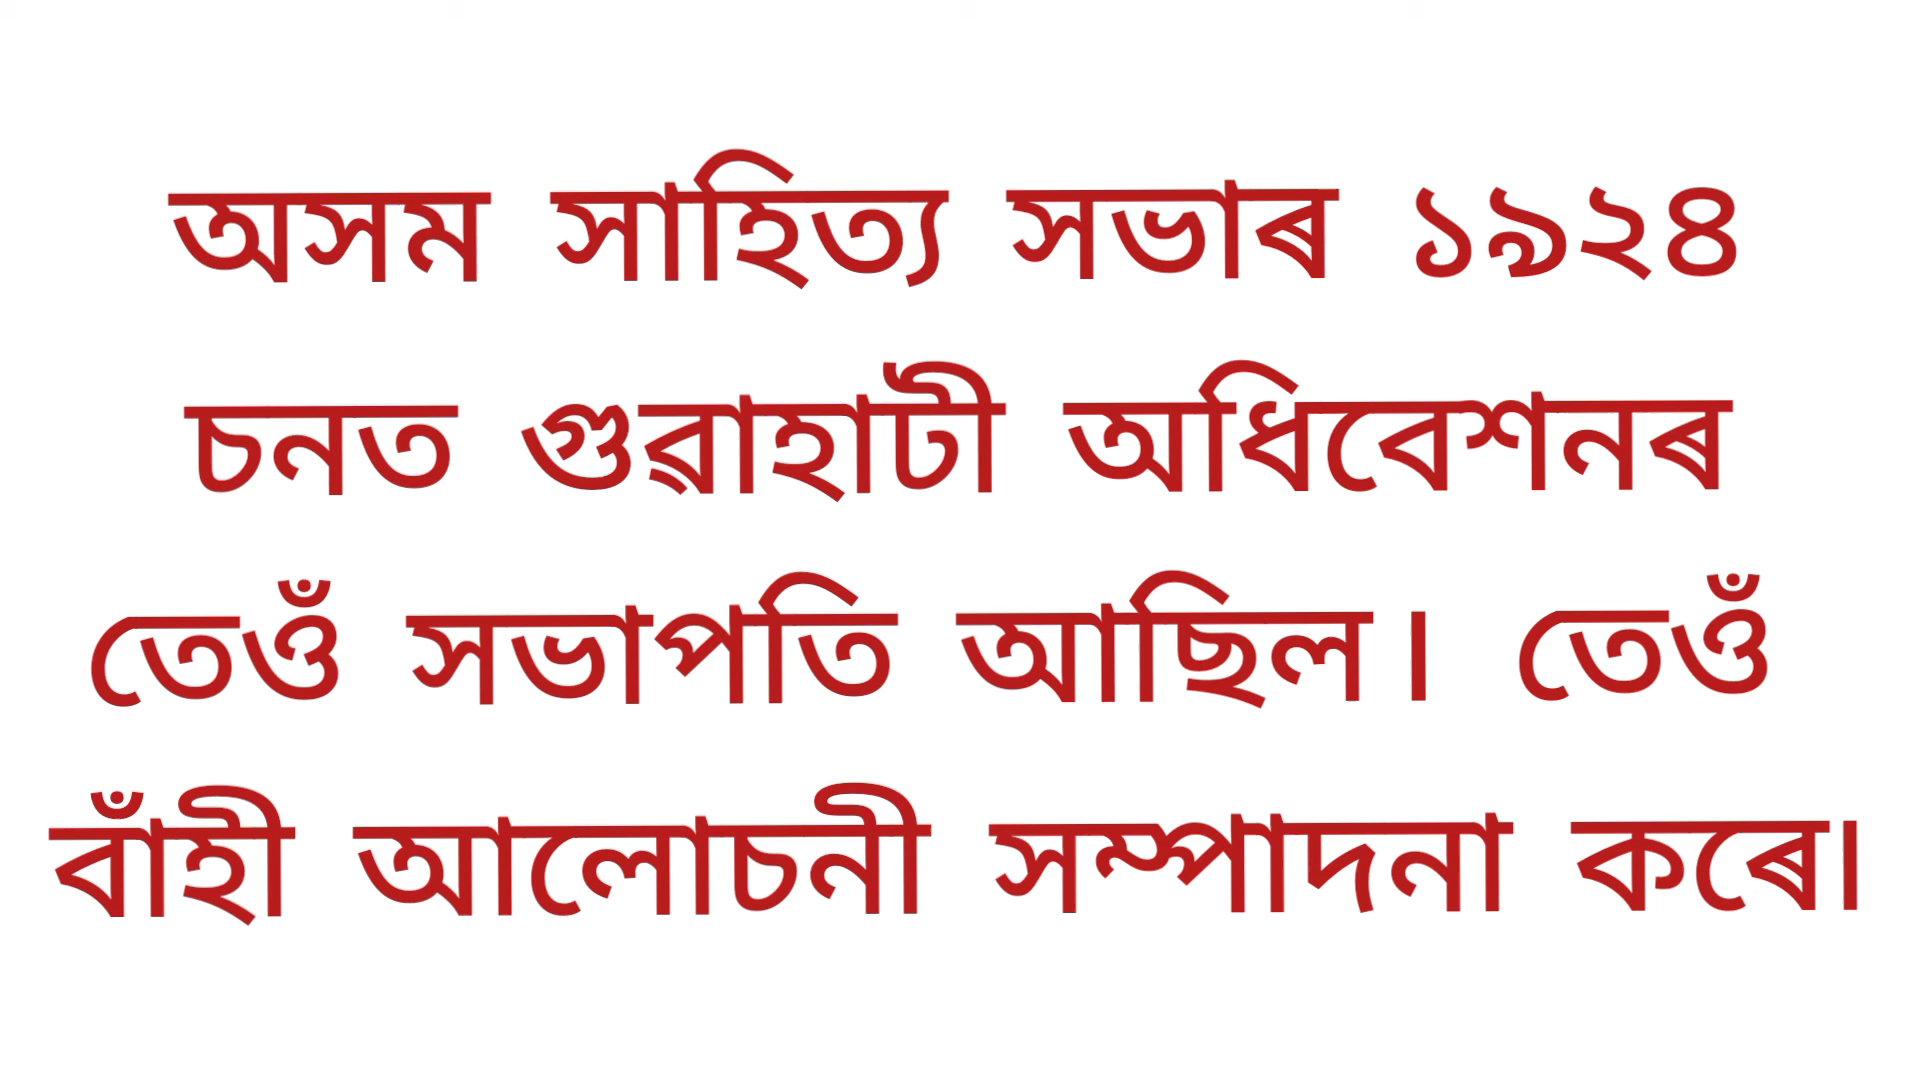 অসম সাহিত্য সভাৰ ১৯২৪
চনত গুৱাহাটী অধিবেশনৰ
তেওঁ সভাপতি আছিল। তেওঁ
বাঁহী আলোচনী সম্পাদনা কৰে।